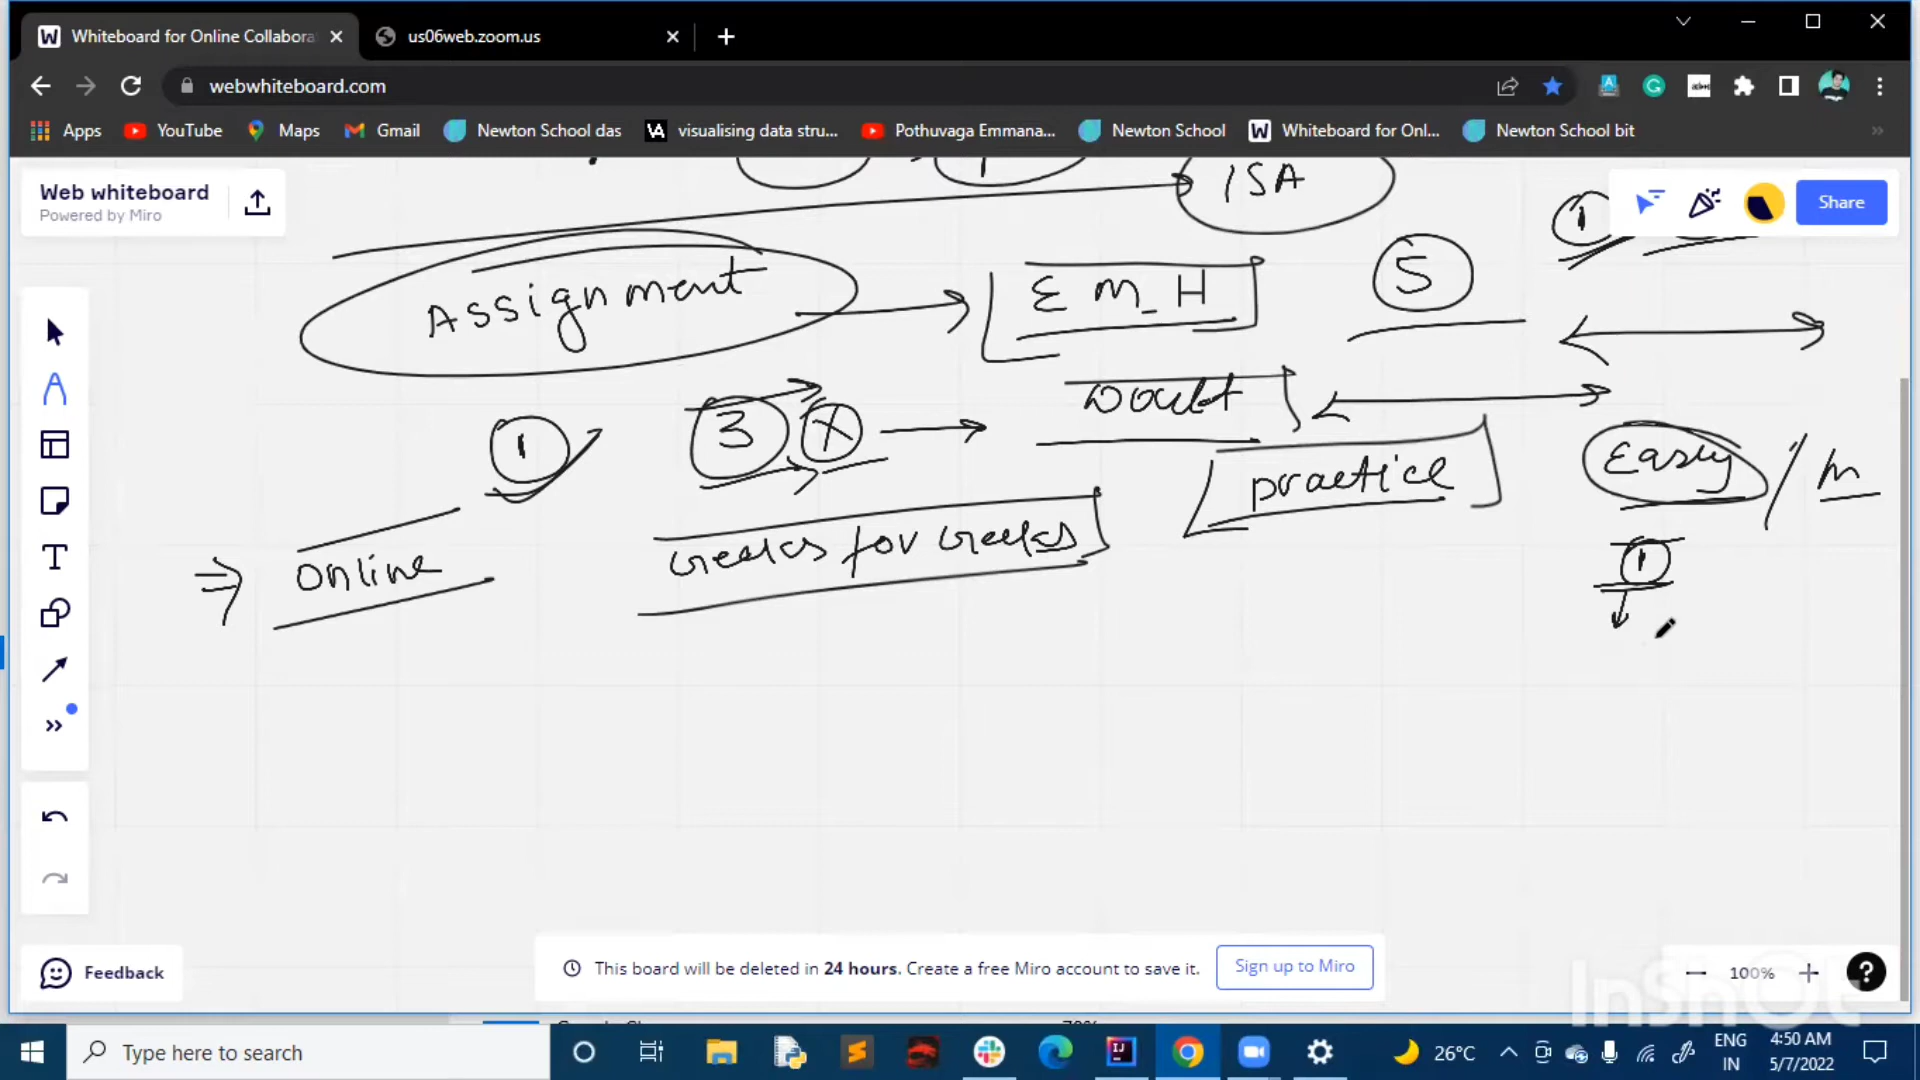 Whiteboard for Online Collabora
us06web.zoom.us
webwhiteboard.com
Apps YouTube Maps Gmail Newton School das visualising data stru... Pothuvaga Emmana... Newton School Whiteboard for Onl... Newton School bit
Web whiteboard
Powered by Miro
Share
ISA
1
Assignment
E M_H
5
1
3
X
Doubt
practice
Easy / m
1
online
Geeks for Geeks
Feedback
This board will be deleted in 24 hours. Create a free Miro account to save it.
Sign up to Miro
100%
InShot
Type here to search
26°C
ENG
IN
4:50 AM
5/7/2022